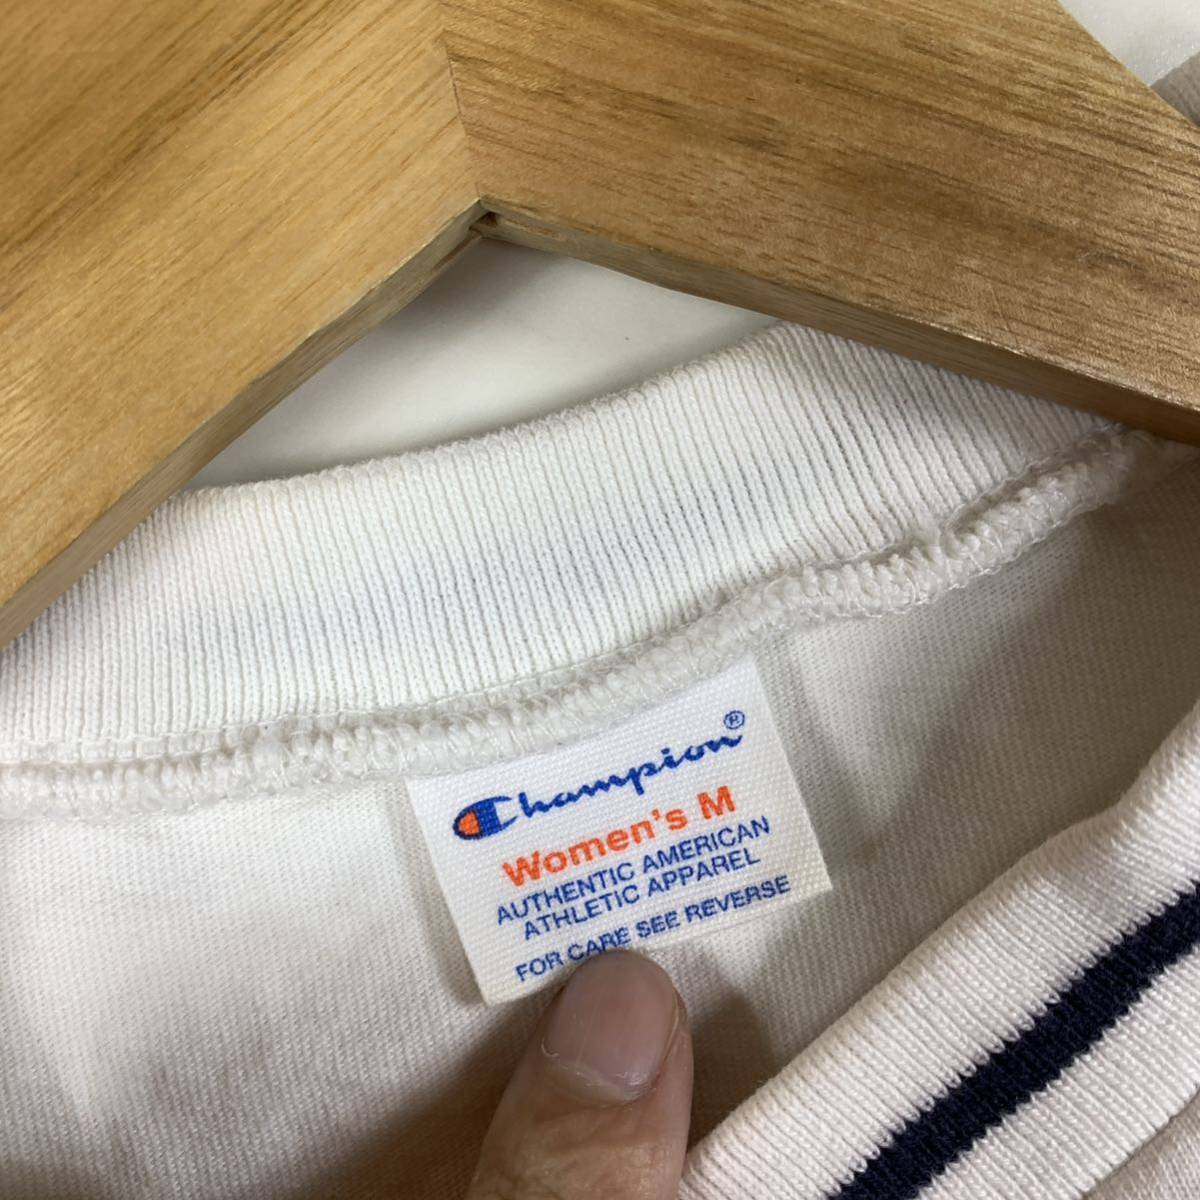 Champion®
Women's M
AUTHENTIC AMERICAN
ATHLETIC APPAREL
FOR CARE SEE REVERSE